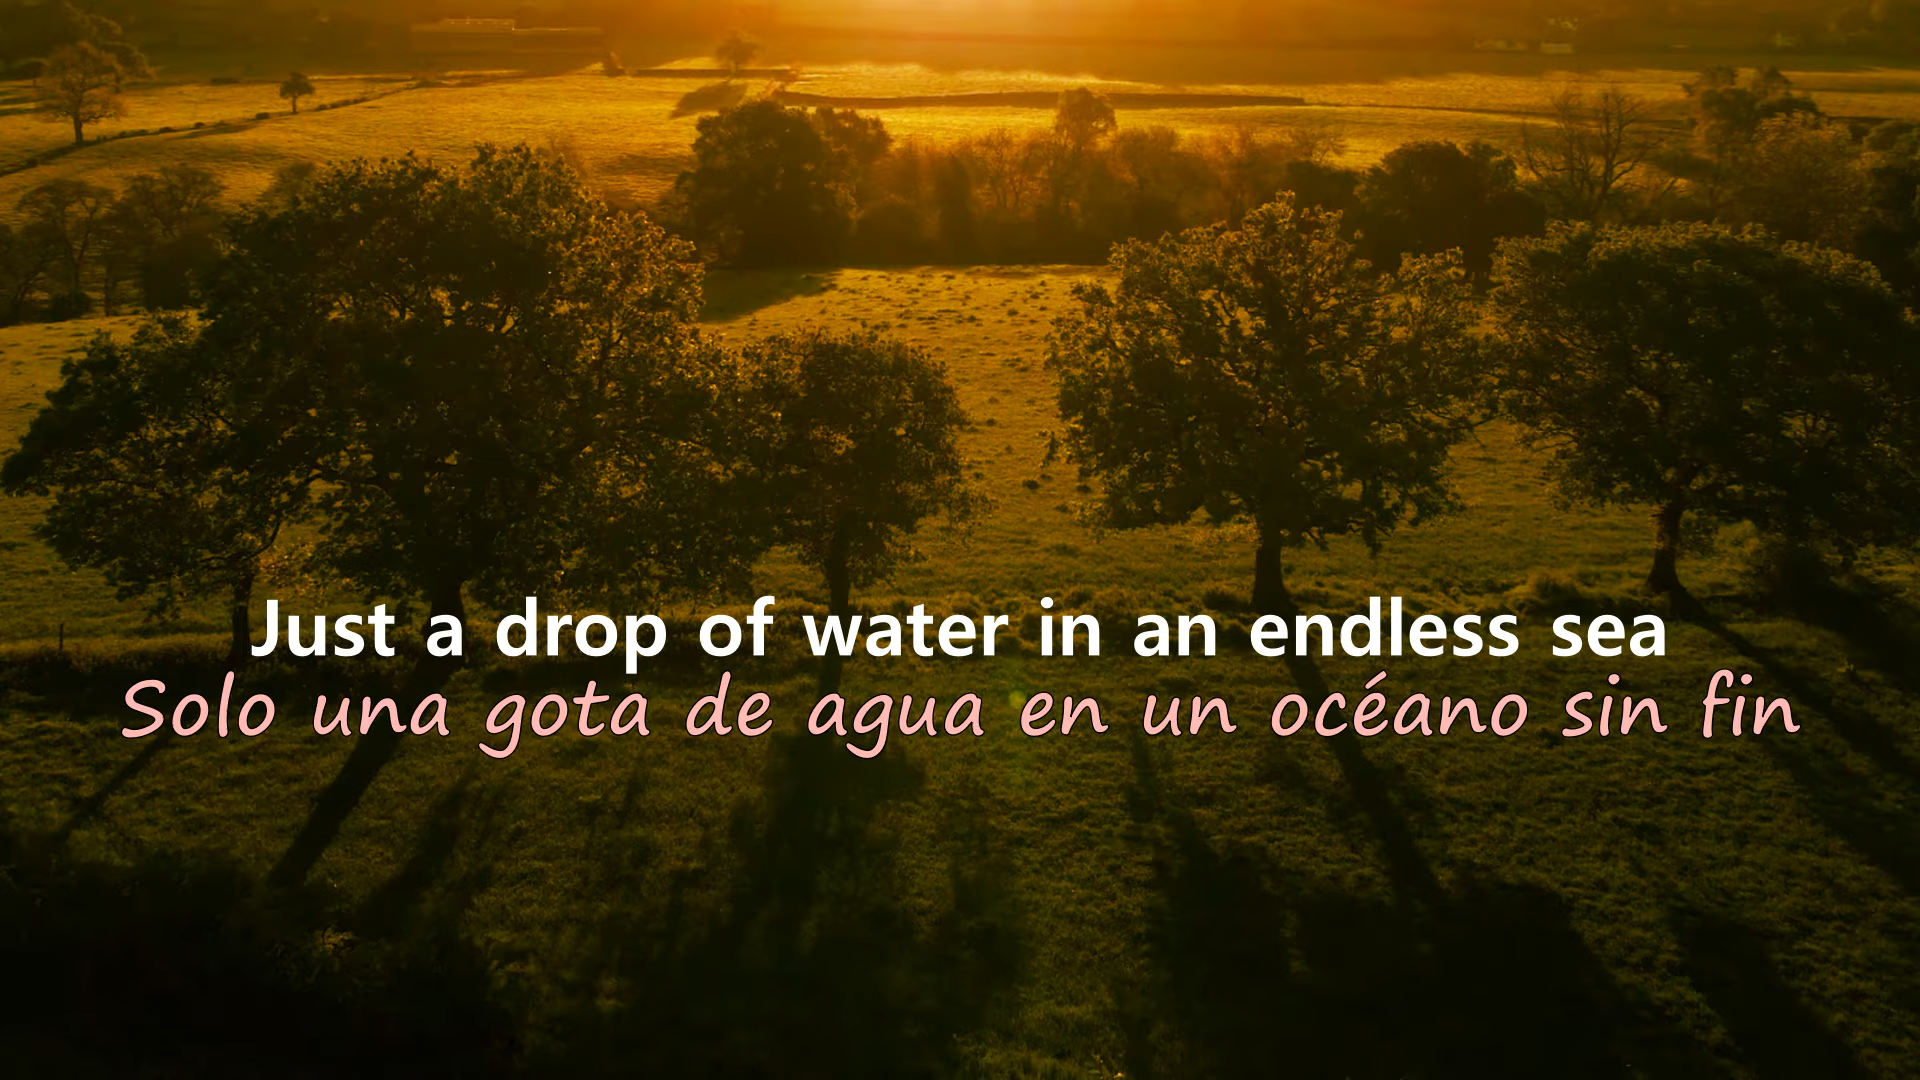 Just a drop of water in an endless sea
Solo una gota de agua en un océano sin fin